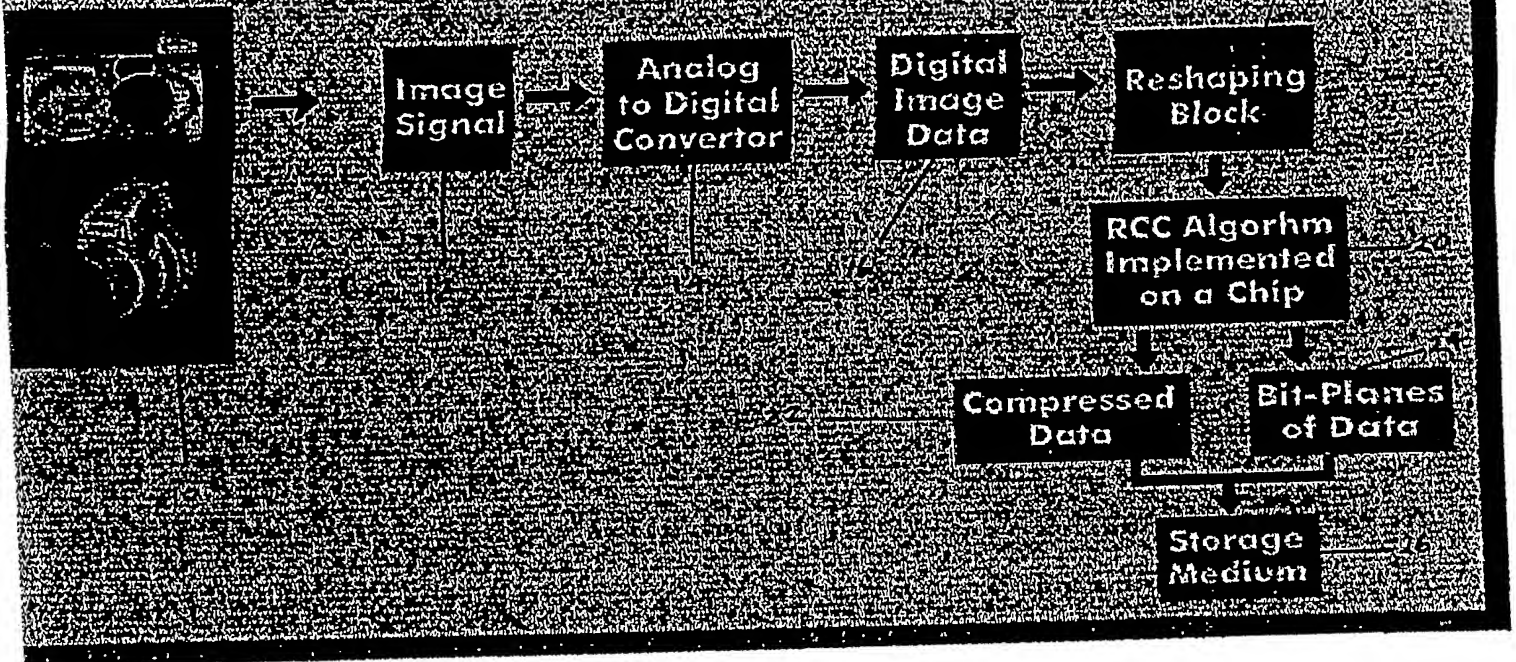 Image
Signal
Analog
to Digital
Convertor
Digital
Image
Data
Reshaping
Block
RCC Algorhm
Implemented
on a Chip
Compressed
Data
Bit-Planes
of Data
Storage
Medium